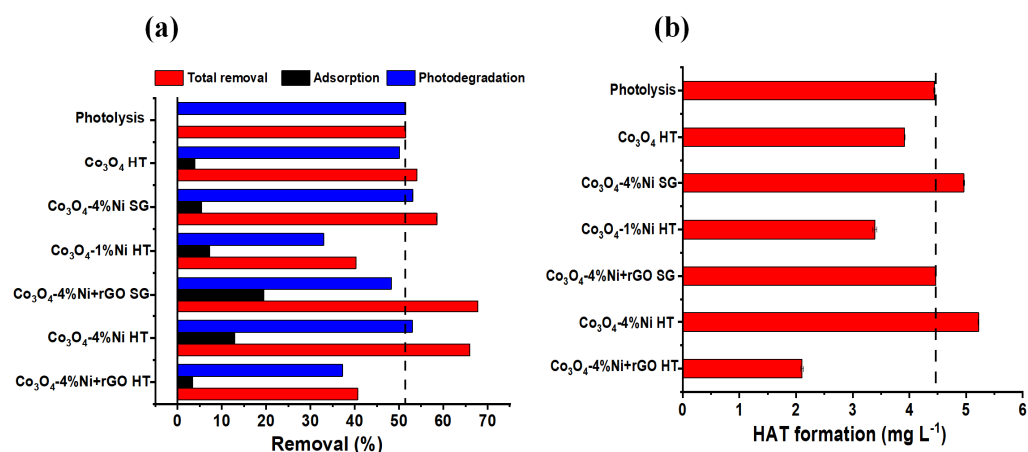 (a)
Total removal Adsorption Photodegradation
Photolysis
Co₃O₄ HT
Co₃O₄-4%Ni SG
Co₃O₄-1%Ni HT
Co₃O₄-4%Ni+rGO SG
Co₃O₄-4%Ni HT
Co₃O₄-4%Ni+rGO HT
0 10 20 30 40 50 60 70
Removal (%)
(b)
Photolysis
Co₃O₄ HT
Co₃O₄-4%Ni SG
Co₃O₄-1%Ni HT
Co₃O₄-4%Ni+rGO SG
Co₃O₄-4%Ni HT
Co₃O₄-4%Ni+rGO HT
0 1 2 3 4 5 6
HAT formation (mg L⁻¹)